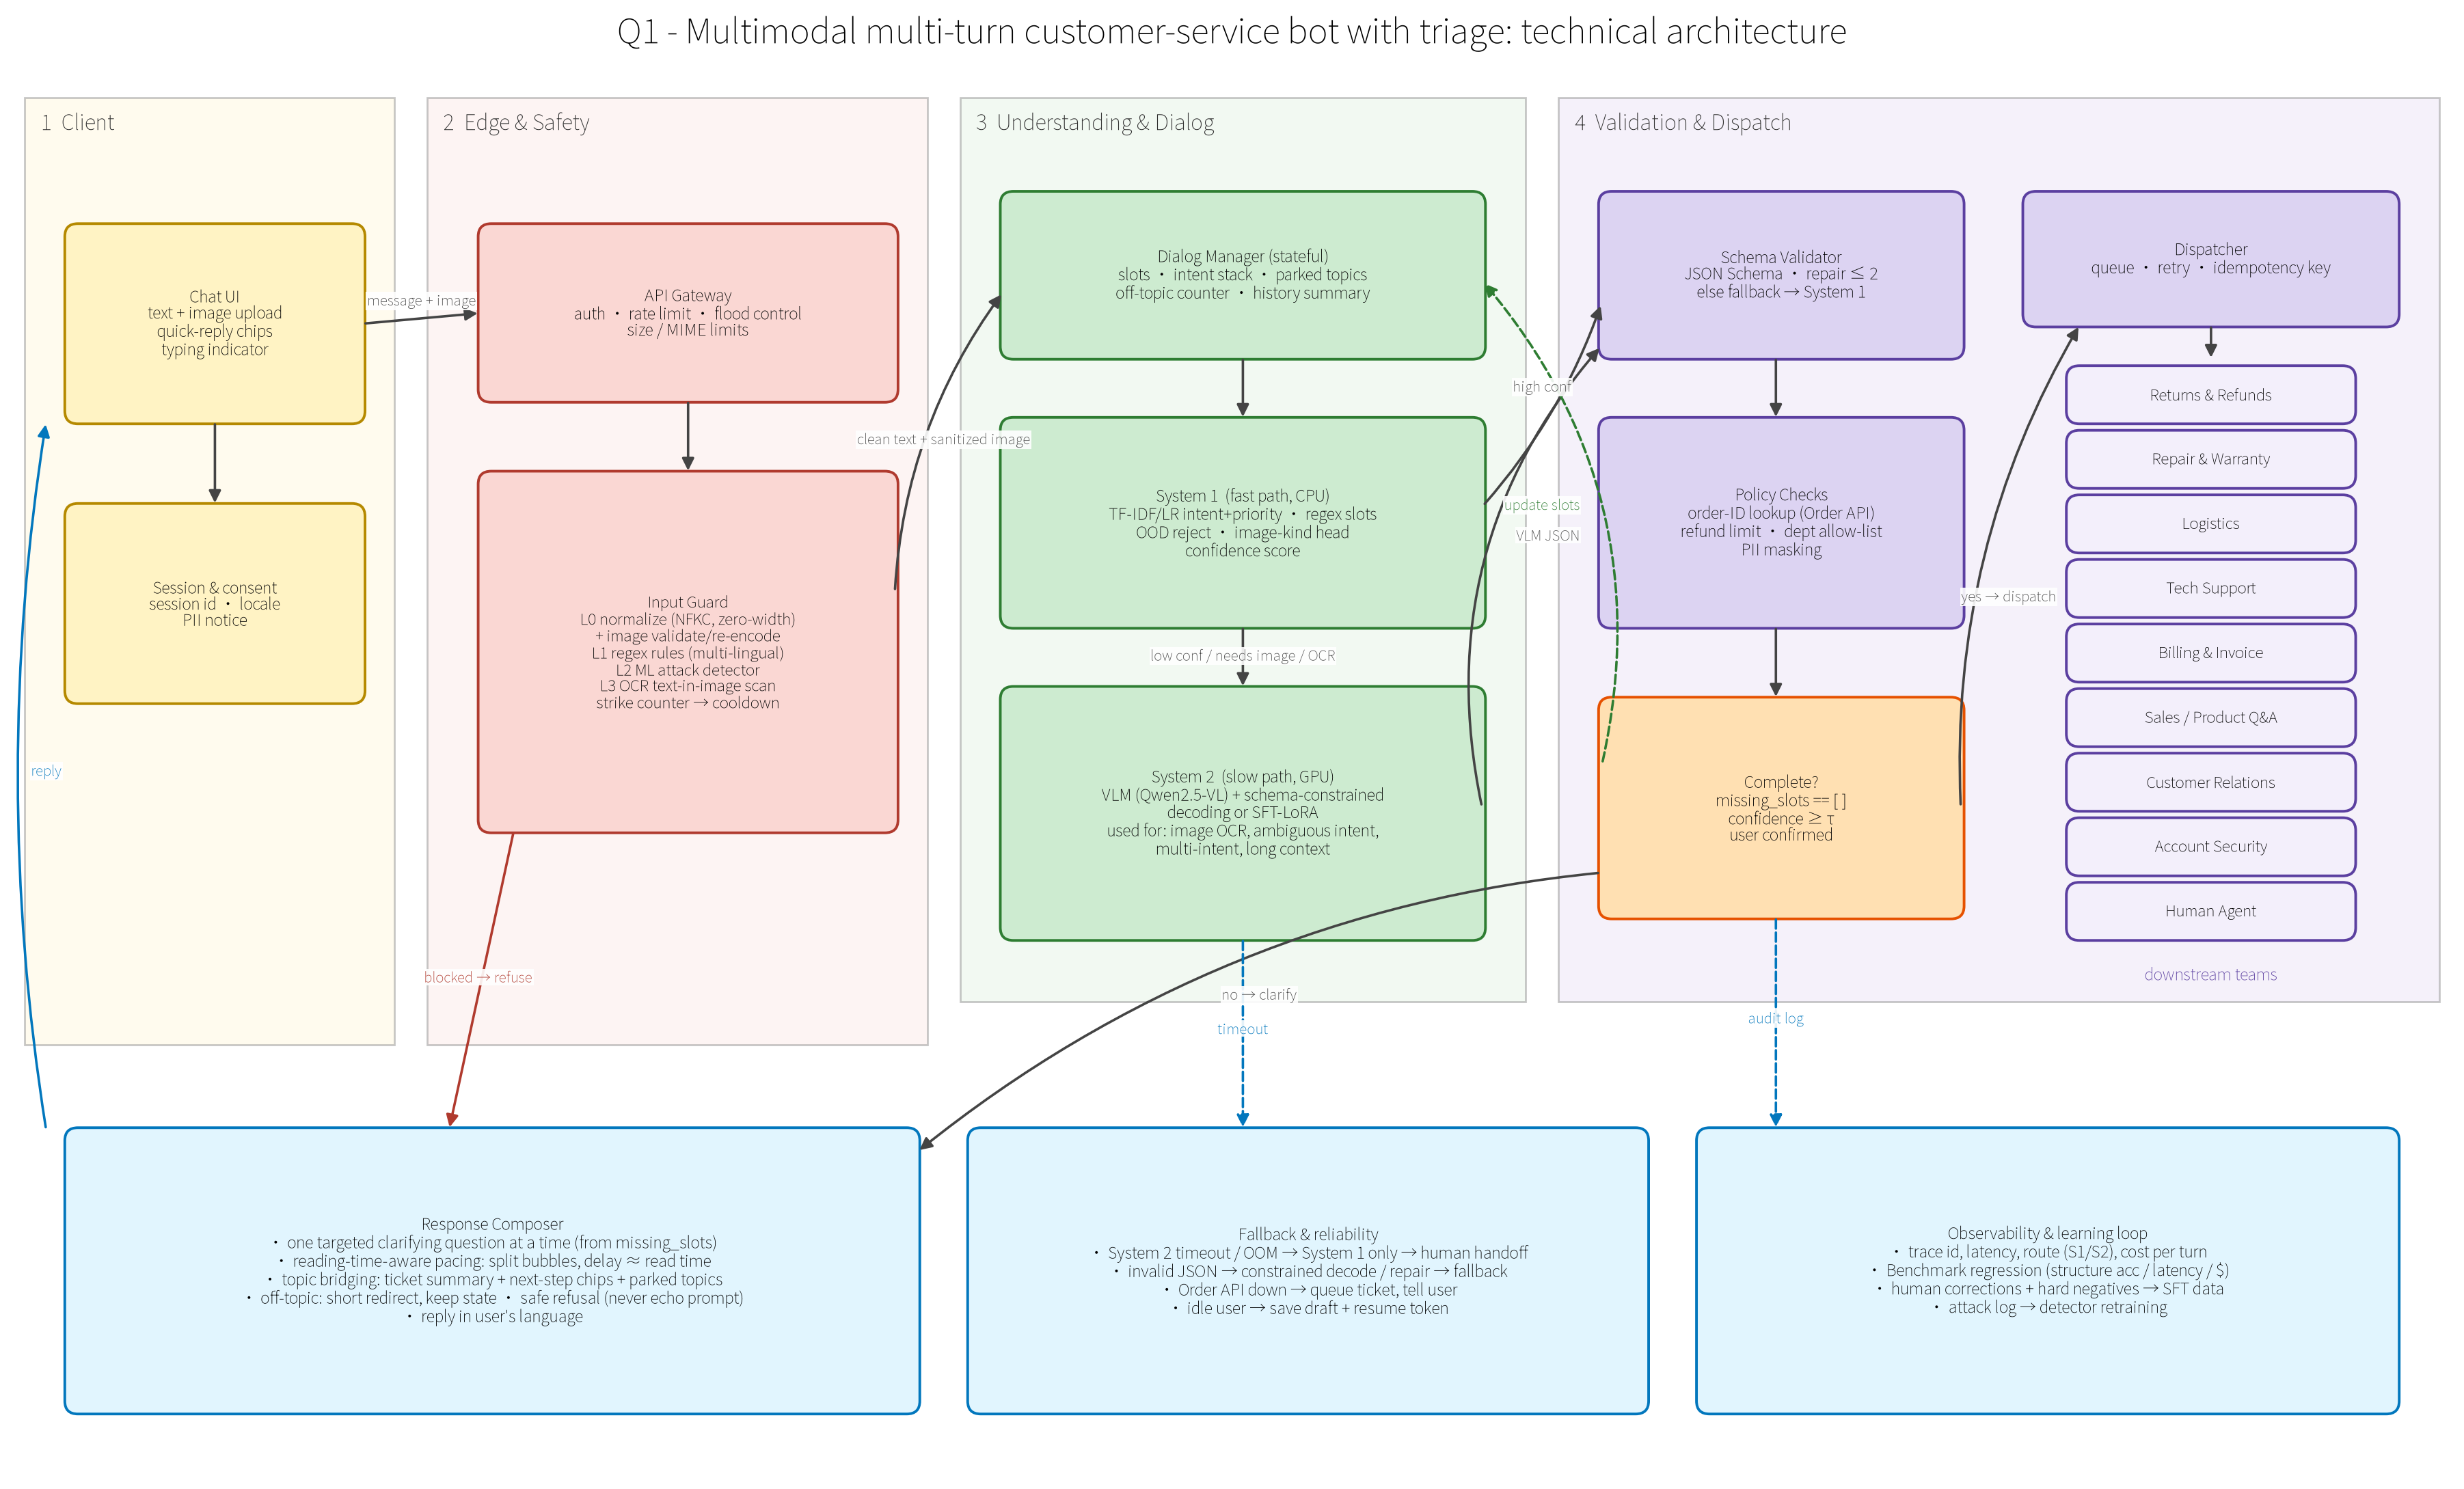 Q1 - Multimodal multi-turn customer-service bot with triage: technical architecture
1 Client
Chat UI
text + image upload
quick-reply chips
typing indicator
message + image
Session & consent
session id • locale
PII notice
reply
2 Edge & Safety
API Gateway
auth • rate limit • flood control
size / MIME limits
Input Guard
L0 normalize (NFKC, zero-width)
+ image validate/re-encode
L1 regex rules (multi-lingual)
L2 ML attack detector
L3 OCR text-in-image scan
strike counter → cooldown
blocked → refuse
clean text + sanitized image
3 Understanding & Dialog
Dialog Manager (stateful)
slots • intent stack • parked topics
off-topic counter • history summary
System 1 (fast path, CPU)
TF-IDF/LR intent+priority • regex slots
OOD reject • image-kind head
confidence score
low conf / needs image / OCR
System 2 (slow path, GPU)
VLM (Qwen2.5-VL) + schema-constrained
decoding or SFT-LoRA
used for: image OCR, ambiguous intent,
multi-intent, long context
high conf
update slots
VLM JSON
no → clarify
timeout
4 Validation & Dispatch
Schema Validator
JSON Schema • repair ≤ 2
else fallback → System 1
Policy Checks
order-ID lookup (Order API)
refund limit • dept allow-list
PII masking
Complete?
missing_slots == [ ]
confidence ≥ τ
user confirmed
yes → dispatch
audit log
Dispatcher
queue • retry • idempotency key
Returns & Refunds
Repair & Warranty
Logistics
Tech Support
Billing & Invoice
Sales / Product Q&A
Customer Relations
Account Security
Human Agent
downstream teams
Response Composer
• one targeted clarifying question at a time (from missing_slots)
• reading-time-aware pacing: split bubbles, delay ≈ read time
• topic bridging: ticket summary + next-step chips + parked topics
• off-topic: short redirect, keep state • safe refusal (never echo prompt)
• reply in user's language
Fallback & reliability
• System 2 timeout / OOM → System 1 only → human handoff
• invalid JSON → constrained decode / repair → fallback
• Order API down → queue ticket, tell user
• idle user → save draft + resume token
Observability & learning loop
• trace id, latency, route (S1/S2), cost per turn
• Benchmark regression (structure acc / latency / $)
• human corrections + hard negatives → SFT data
• attack log → detector retraining